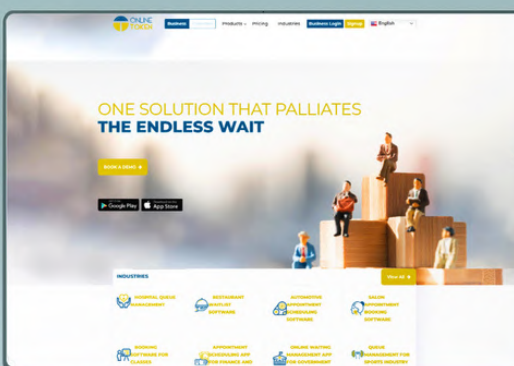 ONLINE
TOKEN
Business
Products
Pricing
Industries
Business Login
Signup
English
ONE SOLUTION THAT PALLIATES
THE ENDLESS WAIT
BOOK A DEMO
Google Play
App Store
INDUSTRIES
View All
HOSPITAL QUEUE
MANAGEMENT
RESTAURANT
WAITLIST
SOFTWARE
AUTOMOTIVE
APPOINTMENT
SCHEDULING
SOFTWARE
SALON
APPOINTMENT
BOOKING
SOFTWARE
BOOKING
SOFTWARE FOR
CLASSES
APPOINTMENT
SCHEDULING APP
FOR FINANCE AND
ONLINE WAITING
MANAGEMENT APP
FOR GOVERNMENT
QUEUE
MANAGEMENT FOR
SPORTS INDUSTRY